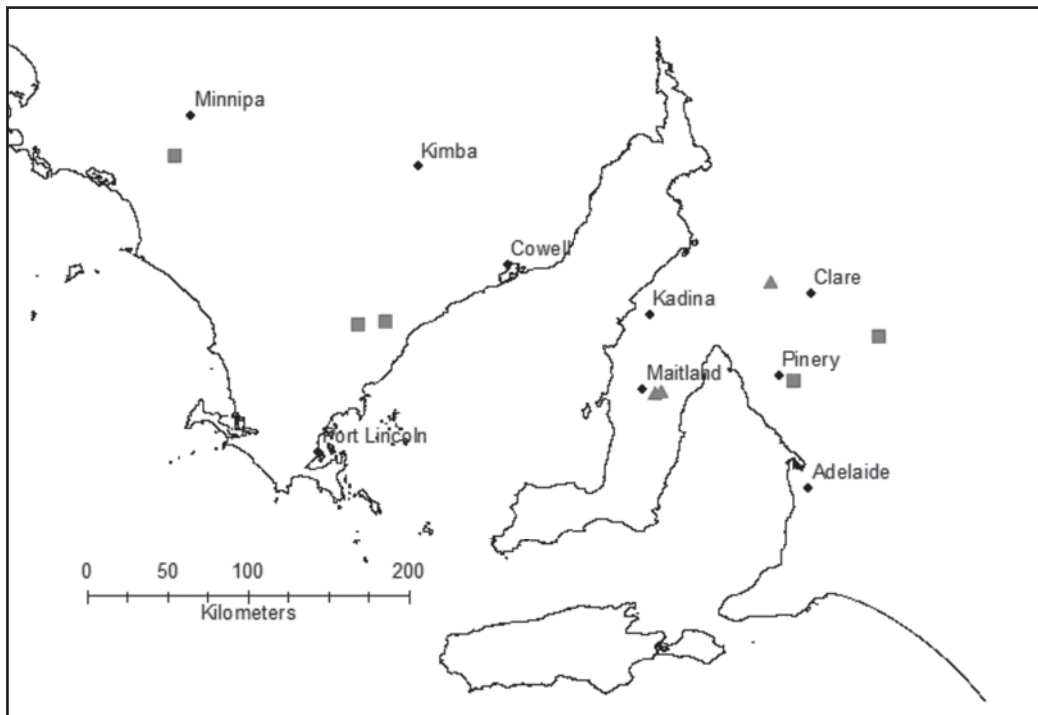 Minnipa
Kimba
Cowell
Clare
Kadina
Pinery
Maitland
Port Lincoln
Adelaide
0 50 100 200
Kilometers